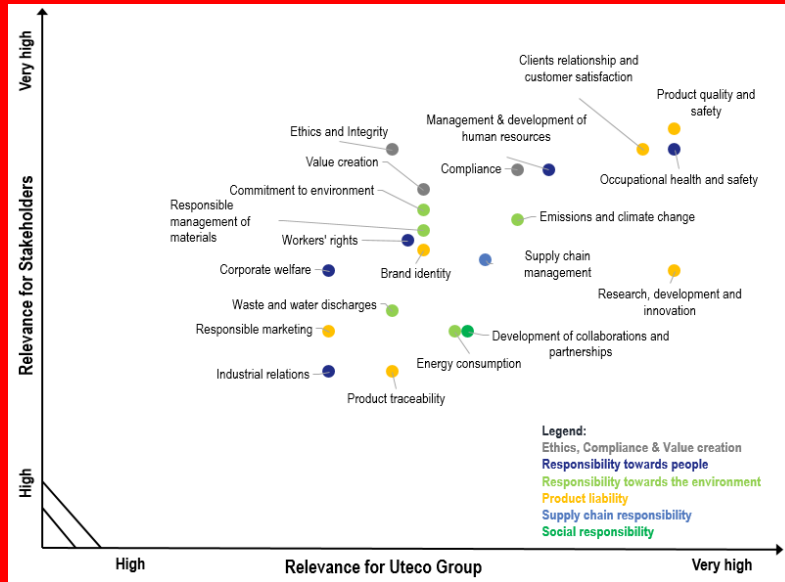 Very high
Relevance for Stakeholders
High
Clients relationship and
customer satisfaction
Product quality and
safety
Management & development of
human resources
Ethics and Integrity
Value creation
Compliance
Occupational health and safety
Commitment to environment
Responsible
management of
materials
Emissions and climate change
Workers' rights
Brand identity
Supply chain
management
Corporate welfare
Research, development and
innovation
Waste and water discharges
Responsible marketing
Development of collaborations and
partnerships
Energy consumption
Industrial relations
Product traceability
Legend:
Ethics, Compliance & Value creation
Responsibility towards people
Responsibility towards the environment
Product liability
Supply chain responsibility
Social responsibility
High
Relevance for Uteco Group
Very high